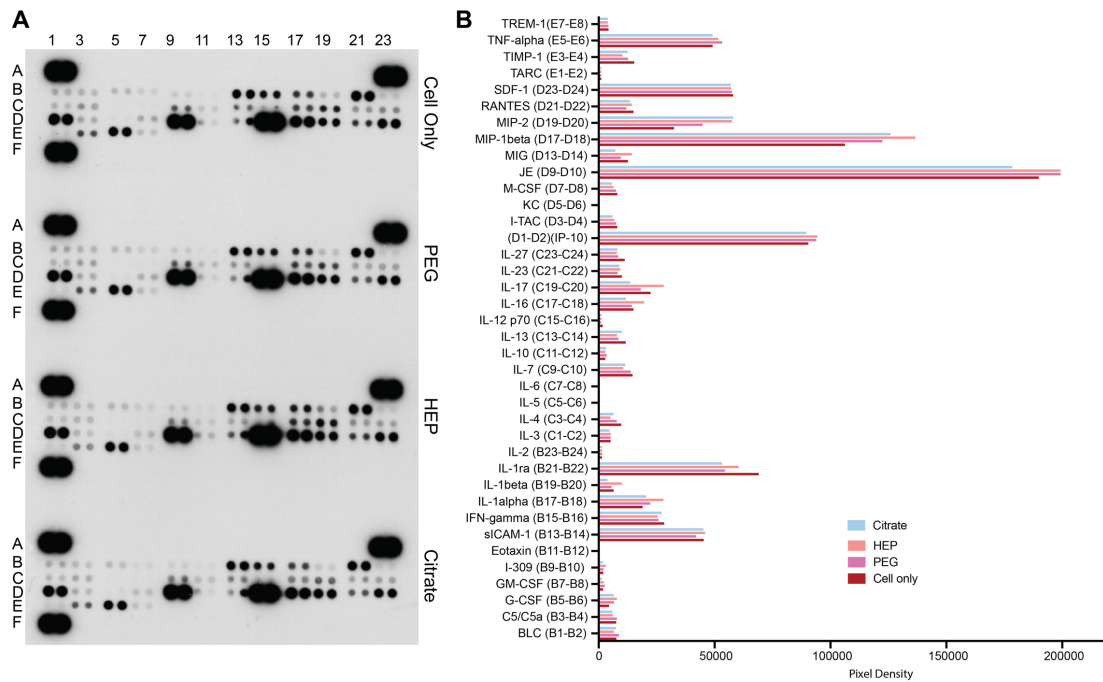 A
1 3 5 7 9 11 13 15 17 19 21 23
A
B
C
D
E
F
Cell Only
A
B
C
D
E
F
PEG
A
B
C
D
E
F
HEP
A
B
C
D
E
F
Citrate
B
TREM-1(E7-E8)
TNF-alpha (E5-E6)
TIMP-1 (E3-E4)
TARC (E1-E2)
SDF-1 (D23-D24)
RANTES (D21-D22)
MIP-2 (D19-D20)
MIP-1beta (D17-D18)
MIG (D13-D14)
JE (D9-D10)
M-CSF (D7-D8)
KC (D5-D6)
I-TAC (D3-D4)
(D1-D2)(IP-10)
IL-27 (C23-C24)
IL-23 (C21-C22)
IL-17 (C19-C20)
IL-16 (C17-C18)
IL-12 p70 (C15-C16)
IL-13 (C13-C14)
IL-10 (C11-C12)
IL-7 (C9-C10)
IL-6 (C7-C8)
IL-5 (C5-C6)
IL-4 (C3-C4)
IL-3 (C1-C2)
IL-2 (B23-B24)
IL-1ra (B21-B22)
IL-1beta (B19-B20)
IL-1alpha (B17-B18)
IFN-gamma (B15-B16)
sICAM-1 (B13-B14)
Eotaxin (B11-B12)
I-309 (B9-B10)
GM-CSF (B7-B8)
G-CSF (B5-B6)
C5/C5a (B3-B4)
BLC (B1-B2)
Citrate
HEP
PEG
Cell only
0 50000 100000 150000 200000
Pixel Density